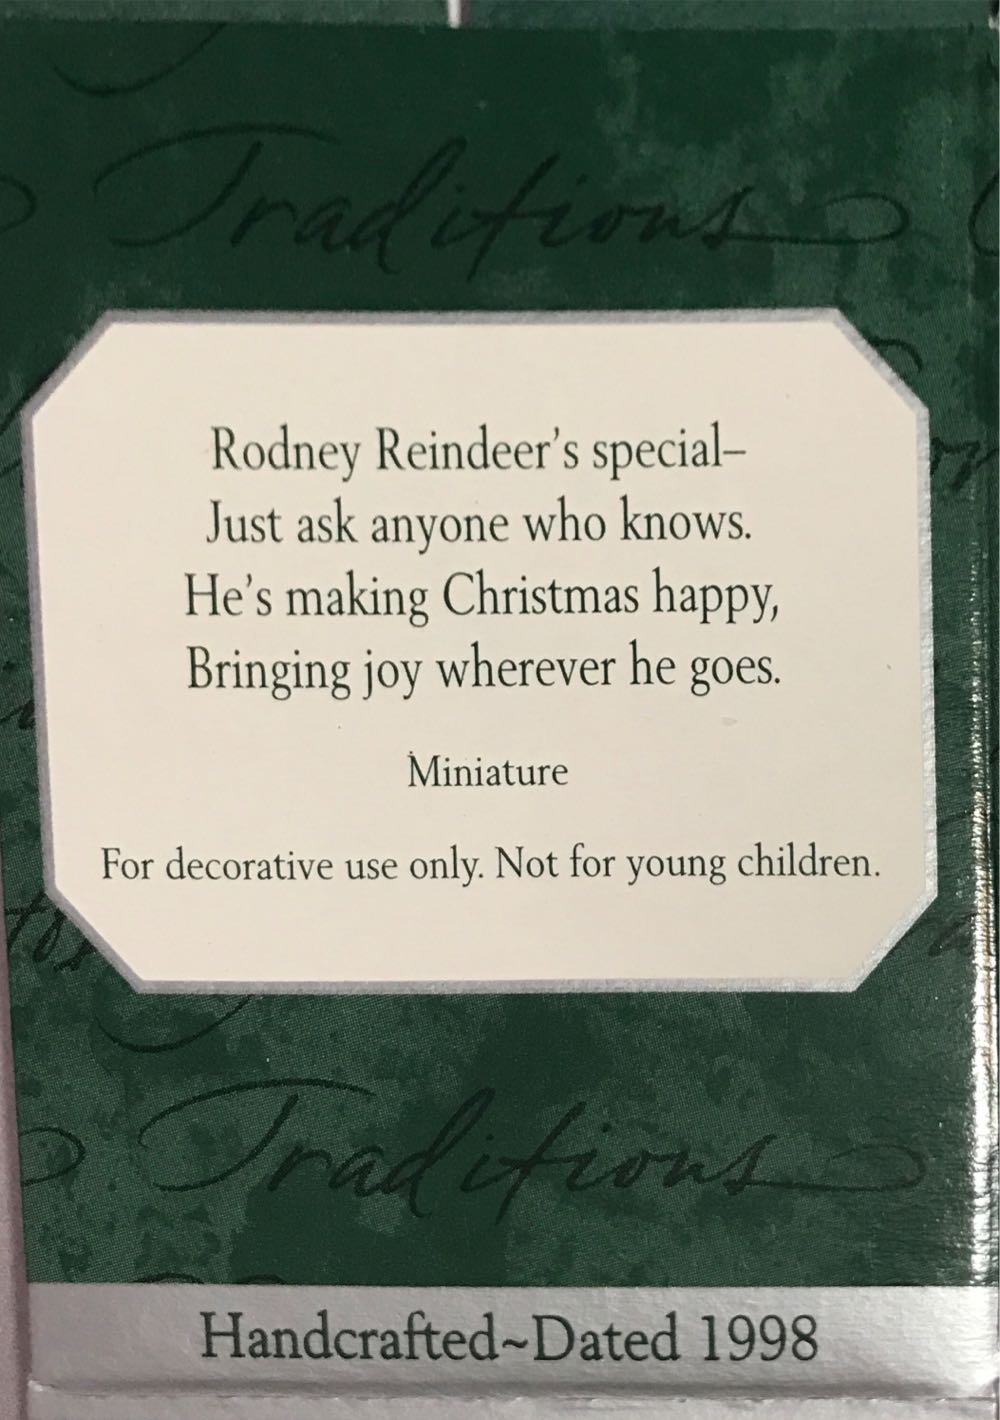 Traditions
Rodney Reindeer's special–
Just ask anyone who knows.
He's making Christmas happy,
Bringing joy wherever he goes.
Miniature
For decorative use only. Not for young children.
Traditions
Handcrafted~Dated 1998